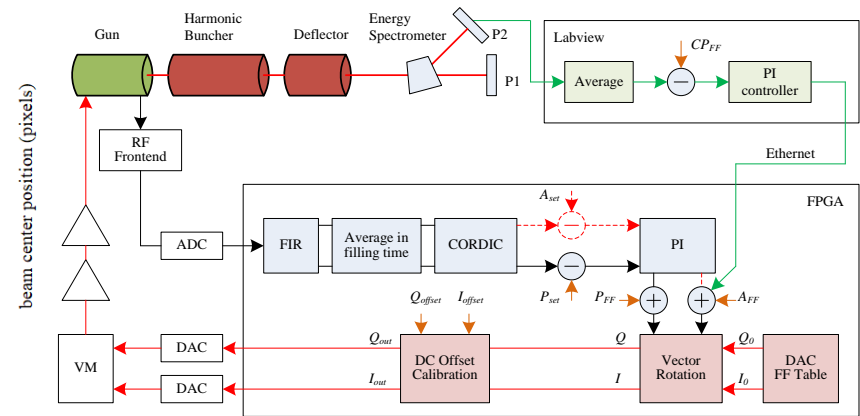 Gun
Harmonic
Buncher
Deflector
Energy
Spectrometer
P2
P1
Labview
CP_FF
Average
−
PI
controller
Ethernet
beam center position (pixels)
RF
Frontend
FPGA
A_set
−
ADC
FIR
Average in
filling time
CORDIC
PI
−
P_set
P_FF
+
+
A_FF
Q_offset
I_offset
VM
DAC
Q_out
DC Offset
Calibration
Q
Vector
Rotation
Q_0
DAC
FF Table
DAC
I_out
I
I_0